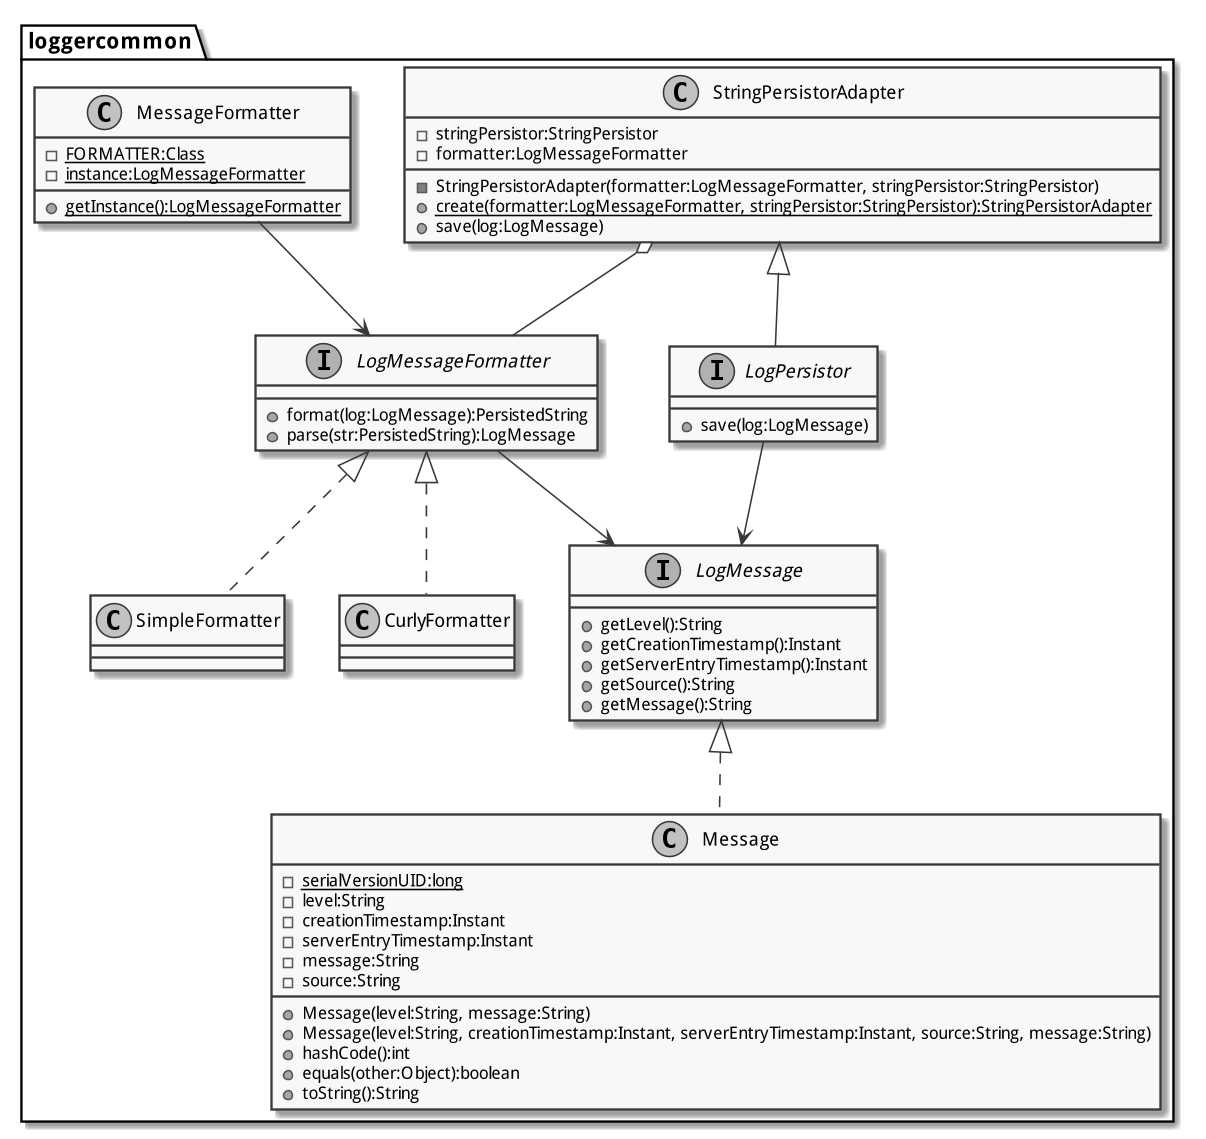 loggercommon
C MessageFormatter
FORMATTER:Class
instance:LogMessageFormatter
getInstance():LogMessageFormatter
C StringPersistorAdapter
stringPersistor:StringPersistor
formatter:LogMessageFormatter
StringPersistorAdapter(formatter:LogMessageFormatter, stringPersistor:StringPersistor)
create(formatter:LogMessageFormatter, stringPersistor:StringPersistor):StringPersistorAdapter
save(log:LogMessage)
I LogMessageFormatter
format(log:LogMessage):PersistedString
parse(str:PersistedString):LogMessage
I LogPersistor
save(log:LogMessage)
C SimpleFormatter
C CurlyFormatter
I LogMessage
getLevel():String
getCreationTimestamp():Instant
getServerEntryTimestamp():Instant
getSource():String
getMessage():String
C Message
serialVersionUID:long
level:String
creationTimestamp:Instant
serverEntryTimestamp:Instant
message:String
source:String
Message(level:String, message:String)
Message(level:String, creationTimestamp:Instant, serverEntryTimestamp:Instant, source:String, message:String)
hashCode():int
equals(other:Object):boolean
toString():String